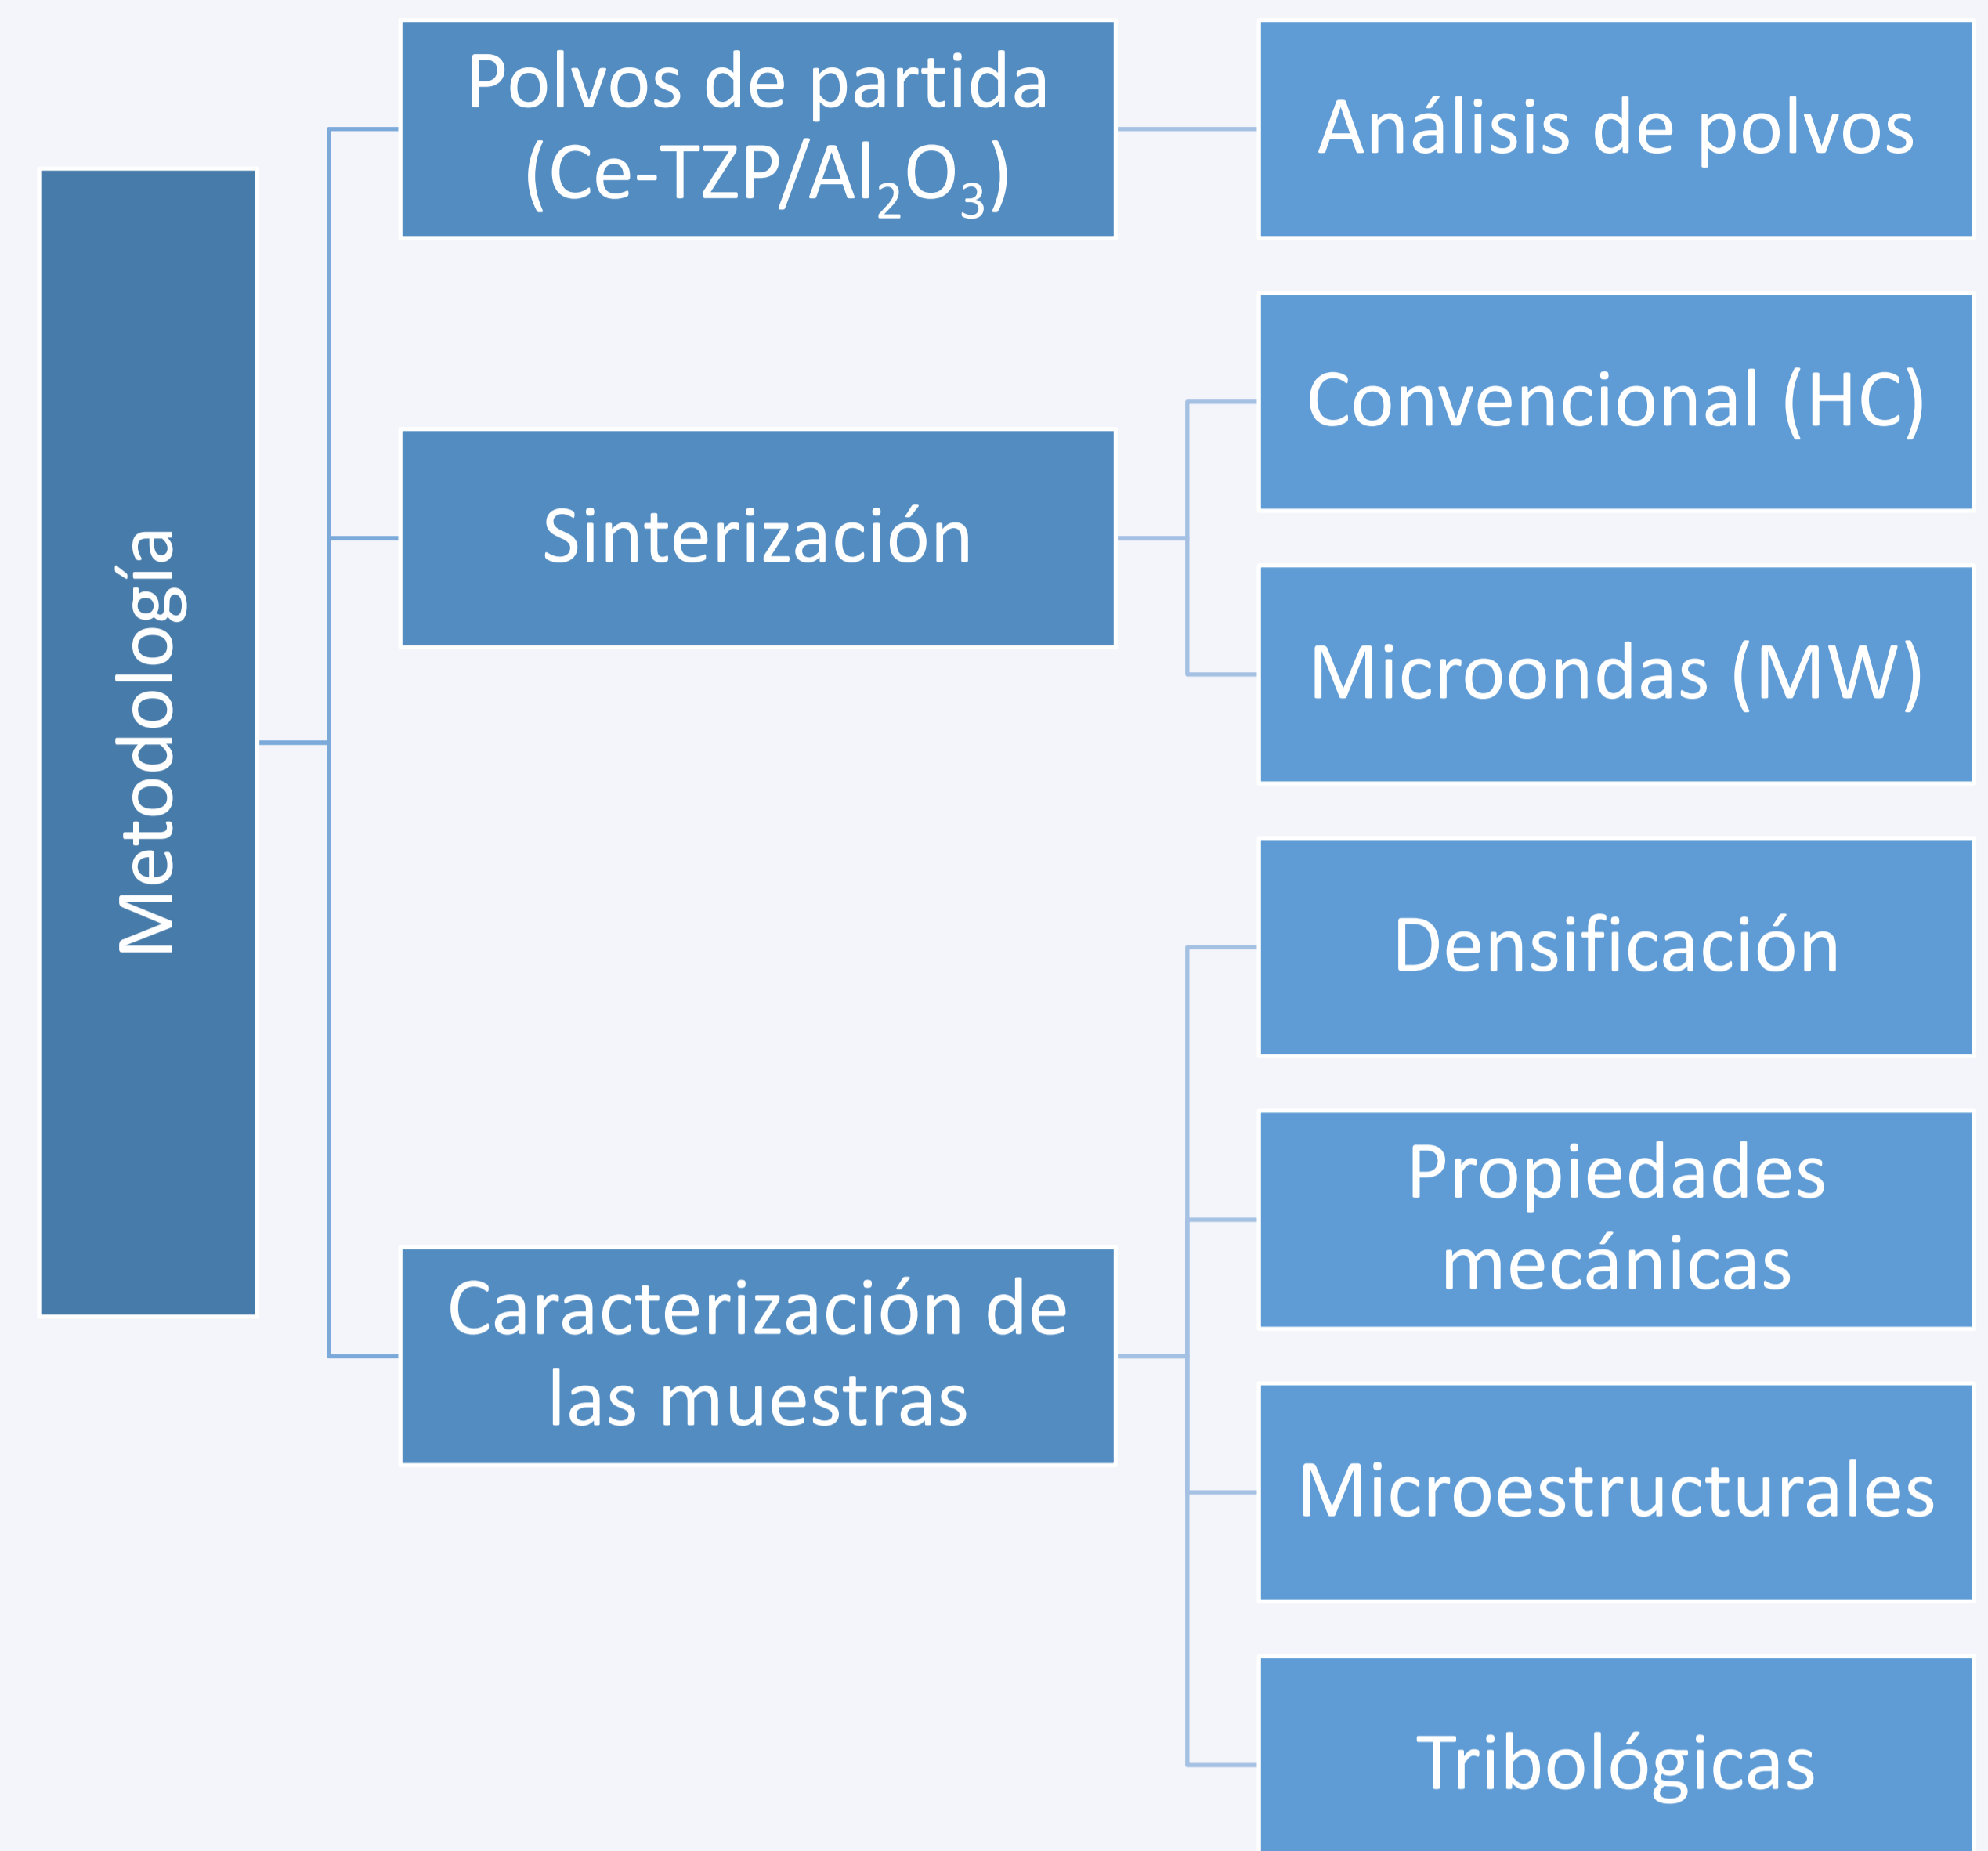 Metodología
Polvos de partida
(Ce-TZP/Al₂O₃)
Análisis de polvos
Sinterización
Convencional (HC)
Microondas (MW)
Caracterización de
las muestras
Densificación
Propiedades
mecánicas
Microestructurales
Tribológicas